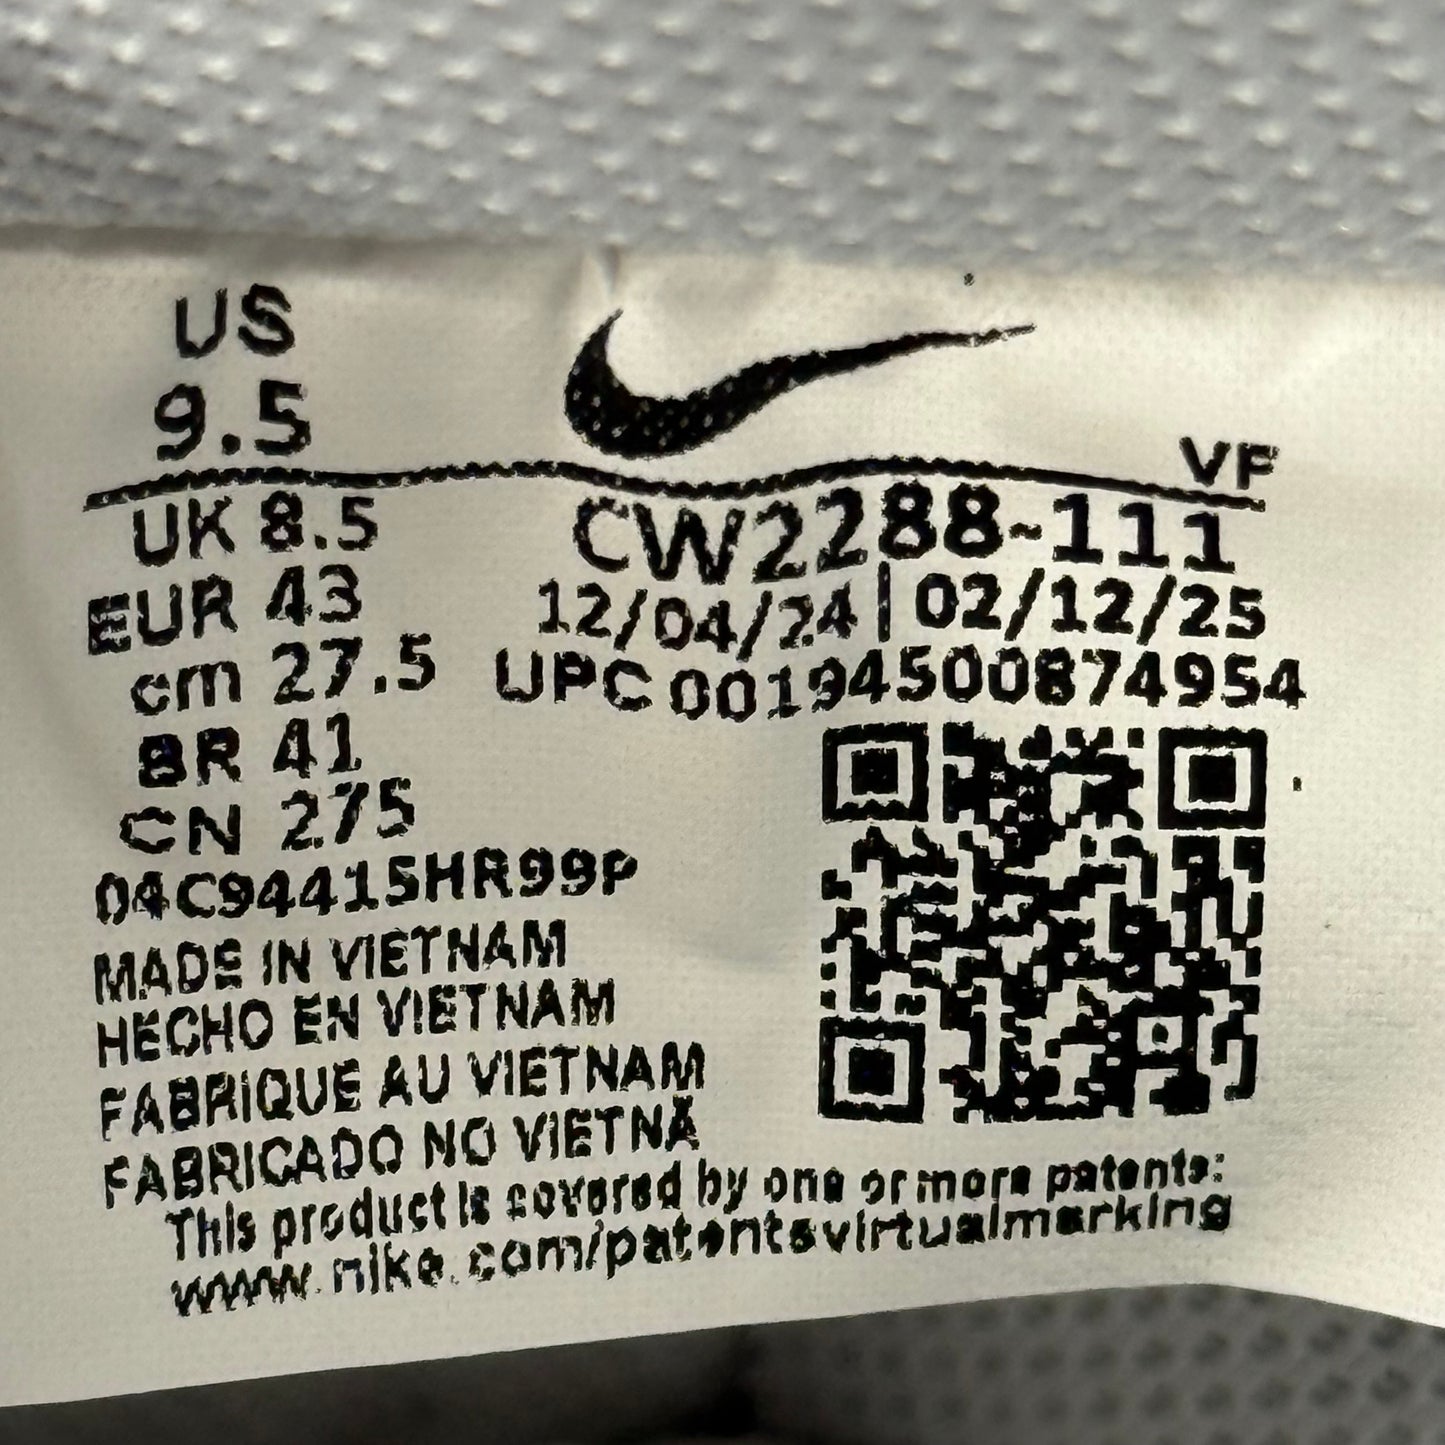 US
9.5
VF
UK 8.5
CW2288-111
EUR 43
12/04/24 | 02/12/25
cm 27.5
UPC 00194500874954
BR 41
CN 275
04C94415HR99P
MADE IN VIETNAM
HECHO EN VIETNAM
FABRIQUE AU VIETNAM
FABRICADO NO VIETNÃ
This product is covered by one or more patents:
www.nike.com/patentsvirtualmarking